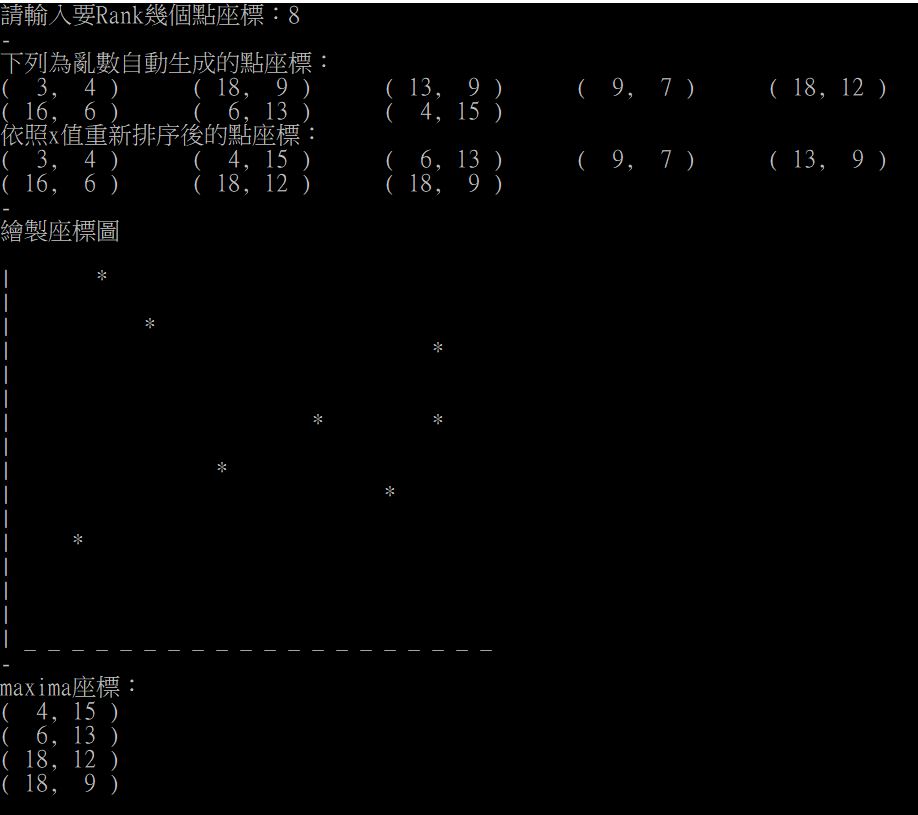 請輸入要Rank幾個點座標：8
-
下列為亂數自動生成的點座標：
(  3,  4 )      ( 18,  9 )      ( 13,  9 )      (  9,  7 )      ( 18, 12 )
( 16,  6 )      (  6, 13 )      (  4, 15 )
依照x值重新排序後的點座標：
(  3,  4 )      (  4, 15 )      (  6, 13 )      (  9,  7 )      ( 13,  9 )
( 16,  6 )      ( 18, 12 )      ( 18,  9 )
-
繪製座標圖
|       *
|
|           *
|                                   *
|
|
|                         *         *
|
|                 *
|                               *
|
|     *
|
|
|
| _ _ _ _ _ _ _ _ _ _ _ _ _ _ _ _ _ _ _ _
-
maxima座標：
(  4, 15 )
(  6, 13 )
( 18, 12 )
( 18,  9 )